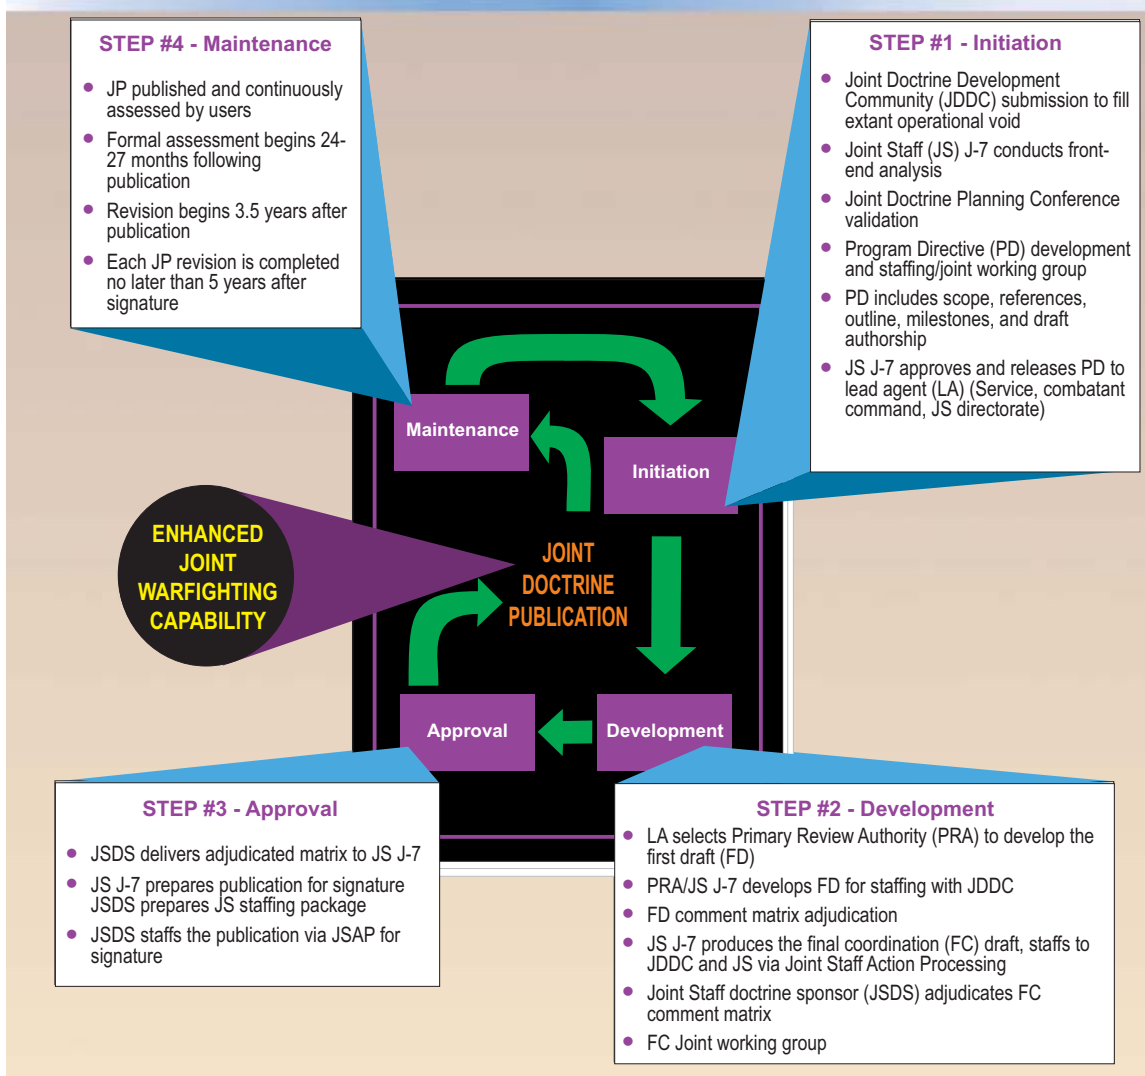 STEP #4 - Maintenance
• JP published and continuously
assessed by users
• Formal assessment begins 24-
27 months following
publication
• Revision begins 3.5 years after
publication
• Each JP revision is completed
no later than 5 years after
signature
STEP #1 - Initiation
• Joint Doctrine Development
Community (JDDC) submission to fill
extant operational void
• Joint Staff (JS) J-7 conducts front-
end analysis
• Joint Doctrine Planning Conference
validation
• Program Directive (PD) development
and staffing/joint working group
• PD includes scope, references,
outline, milestones, and draft
authorship
• JS J-7 approves and releases PD to
lead agent (LA) (Service, combatant
command, JS directorate)
Maintenance
Initiation
ENHANCED
JOINT
WARFIGHTING
CAPABILITY
JOINT
DOCTRINE
PUBLICATION
Approval
Development
STEP #3 - Approval
• JSDS delivers adjudicated matrix to JS J-7
• JS J-7 prepares publication for signature
JSDS prepares JS staffing package
• JSDS staffs the publication via JSAP for
signature
STEP #2 - Development
• LA selects Primary Review Authority (PRA) to develop the
first draft (FD)
• PRA/JS J-7 develops FD for staffing with JDDC
• FD comment matrix adjudication
• JS J-7 produces the final coordination (FC) draft, staffs to
JDDC and JS via Joint Staff Action Processing
• Joint Staff doctrine sponsor (JSDS) adjudicates FC
comment matrix
• FC Joint working group